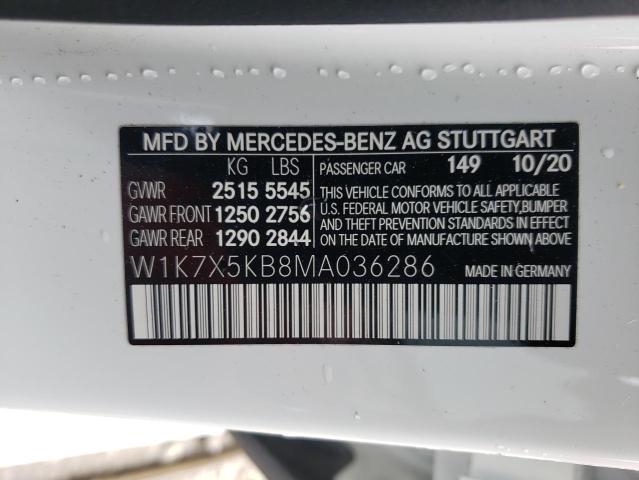 MFD BY MERCEDES-BENZ AG STUTTGART
KG LBS PASSENGER CAR 149 10/20
GVWR 2515 5545 THIS VEHICLE CONFORMS TO ALL APPLICABLE
GAWR FRONT 1250 2756 U.S. FEDERAL MOTOR VEHICLE SAFETY,BUMPER
AND THEFT PREVENTION STANDARDS IN EFFECT
GAWR REAR 1290 2844 ON THE DATE OF MANUFACTURE SHOWN ABOVE.
W1K7X5KB8MA036286 MADE IN GERMANY